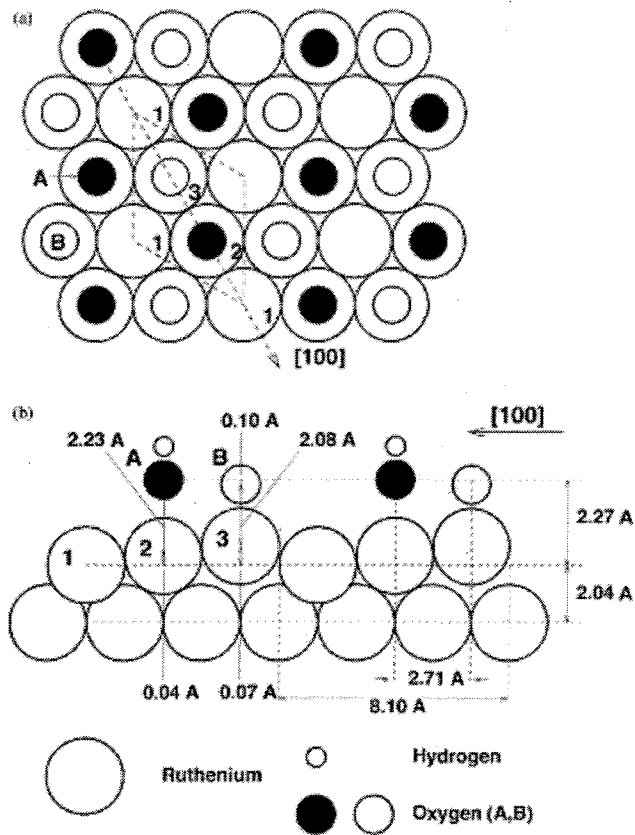 (a)
1
A
3
B
1
2
1
[100]
(b)
0.10 A
[100]
2.23 A
A
B
2.08 A
2.27 A
1
2
3
2.04 A
2.71 A
0.04 A
0.07 A
8.10 A
Ruthenium
Hydrogen
Oxygen (A,B)